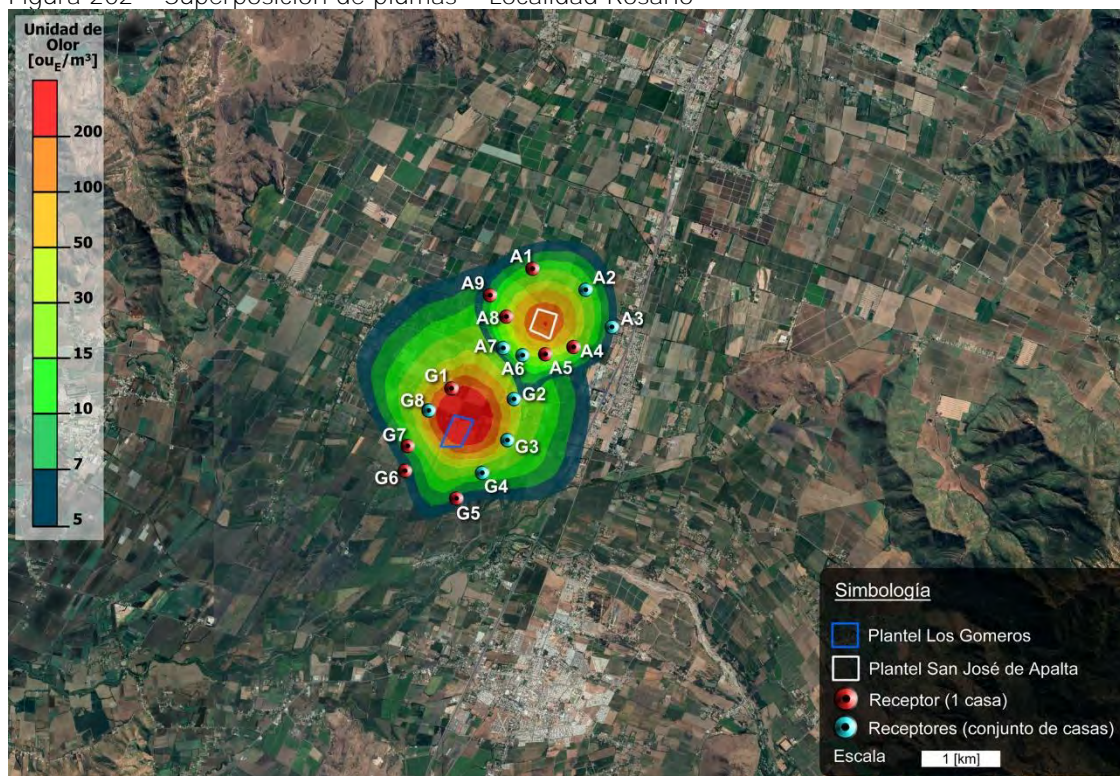 Figura 262 – Superposición de plumas – Localidad Rosario
Unidad de
Olor
[ouE/m³]
200
100
50
30
15
10
7
5
A1
A2
A9
A8
A3
A7
A6
A5
A4
G1
G2
G8
G3
G7
G6
G4
G5
Simbología
Plantel Los Gomeros
Plantel San José de Apalta
Receptor (1 casa)
Receptores (conjunto de casas)
Escala 1 [km]